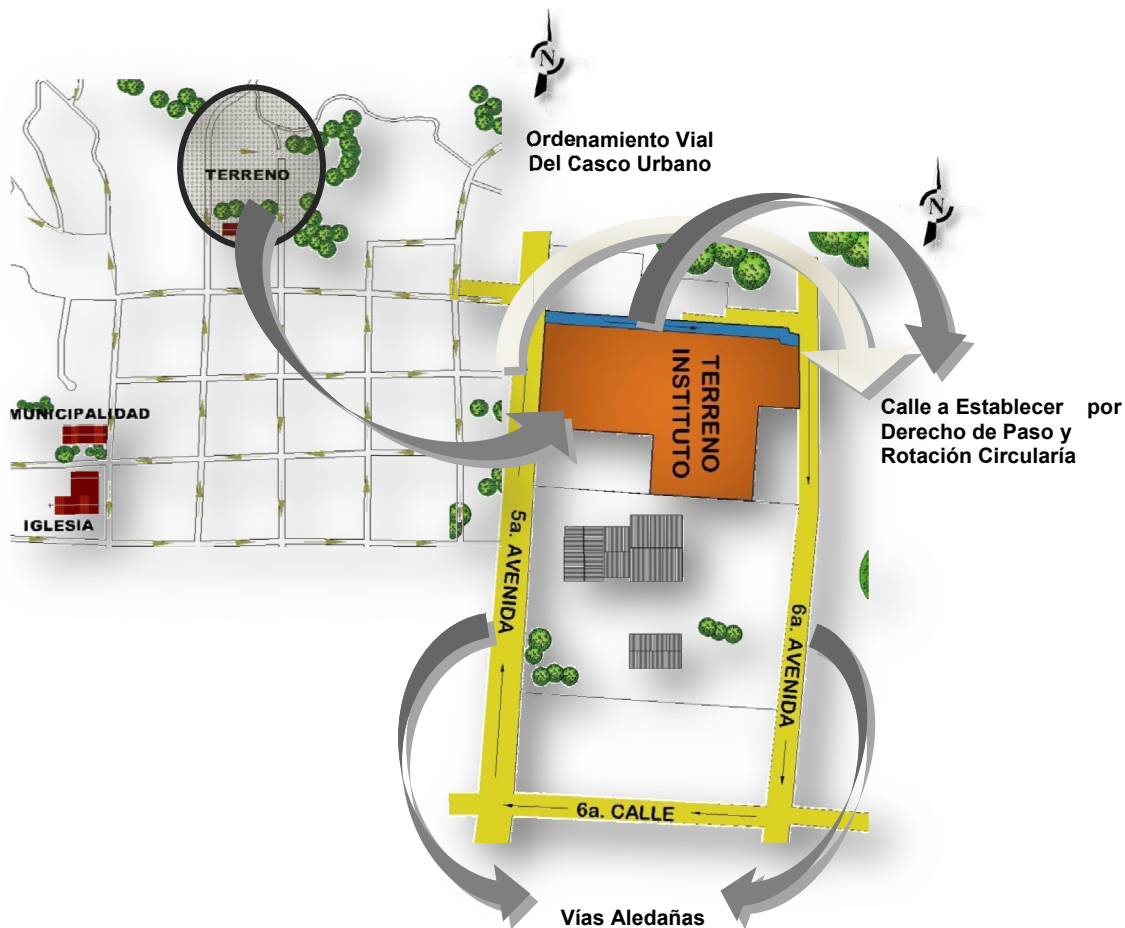 N
Ordenamiento Vial
Del Casco Urbano
TERRENO
N
TERRENO
INSTITUTO
Calle a Establecer por
Derecho de Paso y
Rotación Circularía
MUNICIPALIDAD
IGLESIA
5a. AVENIDA
6a. AVENIDA
6a. CALLE
Vías Aledañas